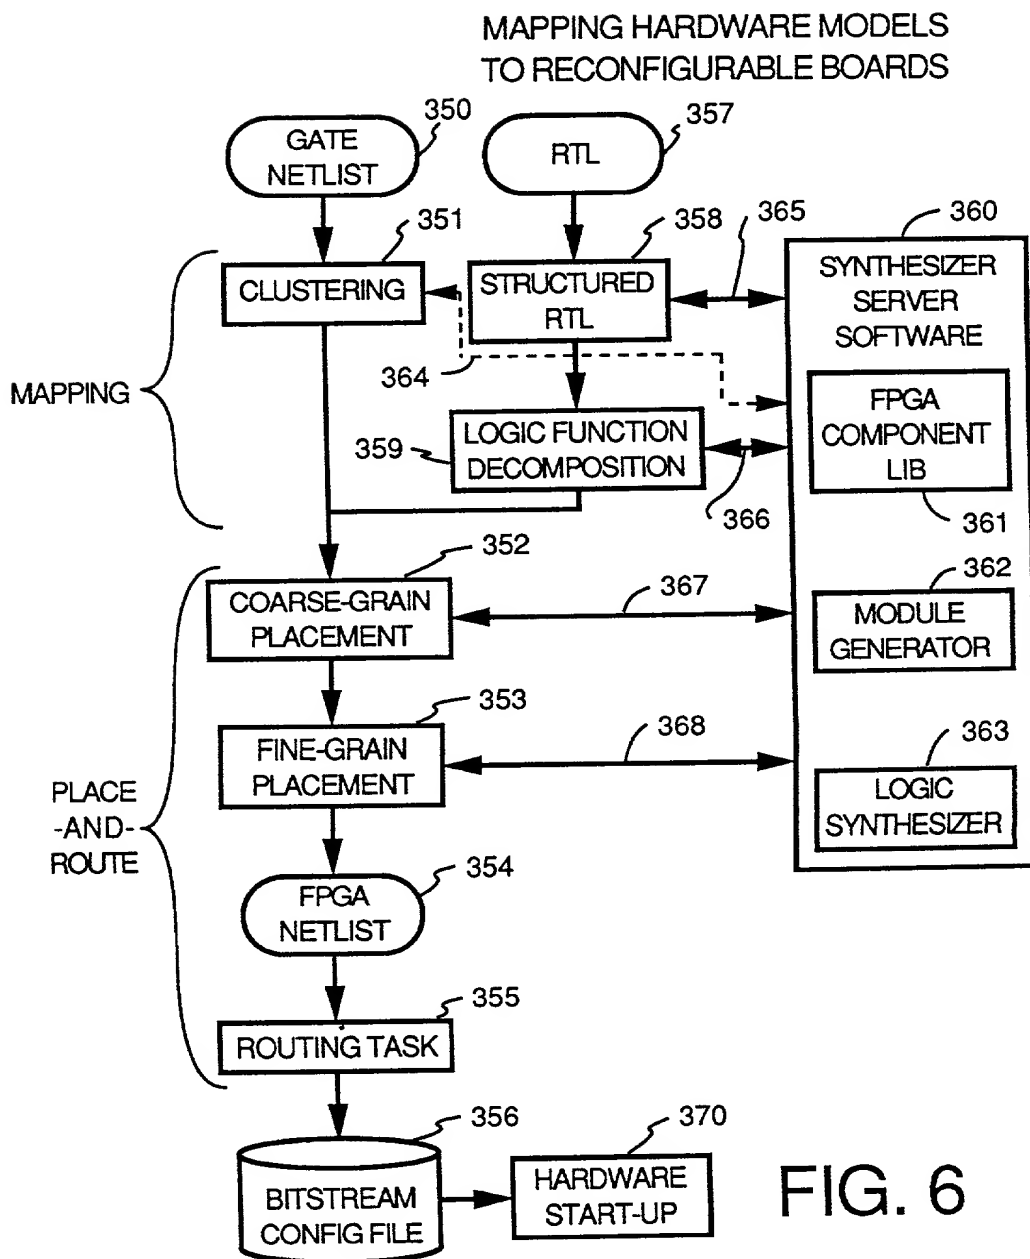 MAPPING HARDWARE MODELS
TO RECONFIGURABLE BOARDS
350
357
GATE
NETLIST
RTL
351
358
365
360
CLUSTERING
STRUCTURED
RTL
SYNTHESIZER
SERVER
SOFTWARE
364
MAPPING
359
LOGIC FUNCTION
DECOMPOSITION
FPGA
COMPONENT
LIB
366
361
352
362
COARSE-GRAIN
PLACEMENT
367
MODULE
GENERATOR
353
368
363
FINE-GRAIN
PLACEMENT
LOGIC
SYNTHESIZER
PLACE
-AND-
ROUTE
354
FPGA
NETLIST
355
ROUTING TASK
356
370
BITSTREAM
CONFIG FILE
HARDWARE
START-UP
FIG. 6